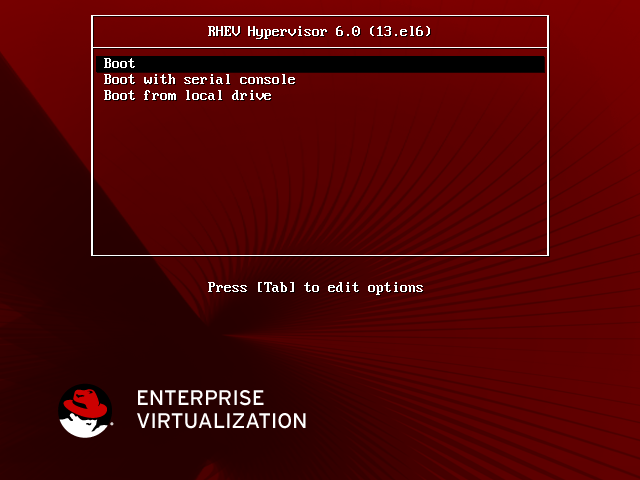 RHEV Hypervisor 6.0 (13.el6)
Boot
Boot with serial console
Boot from local drive
Press [Tab] to edit options
ENTERPRISE
VIRTUALIZATION